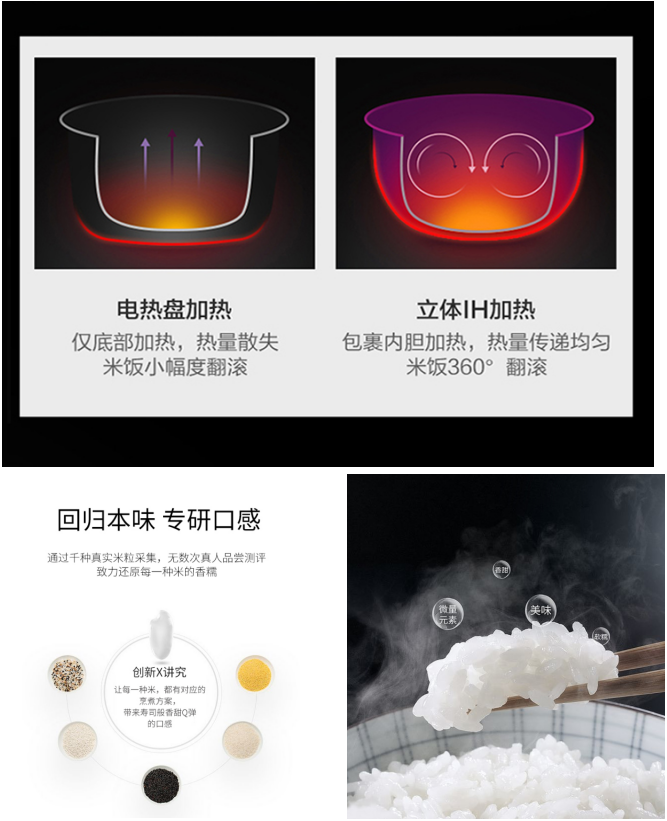 电热盘加热
仅底部加热，热量散失
米饭小幅度翻滚
立体IH加热
包裹内胆加热，热量传递均匀
米饭360°翻滚
回归本味 专研口感
通过千种真实米粒采集，无数次真人品尝测评
致力还原每一种米的香糯
创新X讲究
让每一种米，都有对应的
烹煮方案，
带来寿司般香甜Q弹
的口感
香甜
微量
元素
美味
软糯